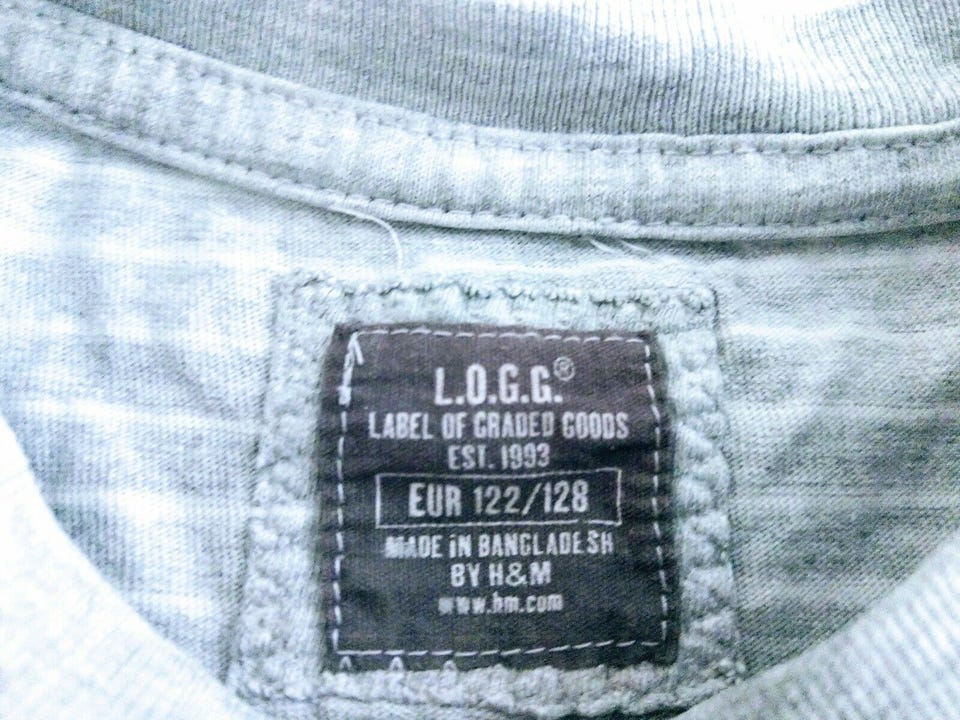 L.O.G.G.®
LABEL OF GRADED GOODS
EST. 1993
EUR 122/128
MADE IN BANGLADESH
BY H&M
www.hm.com